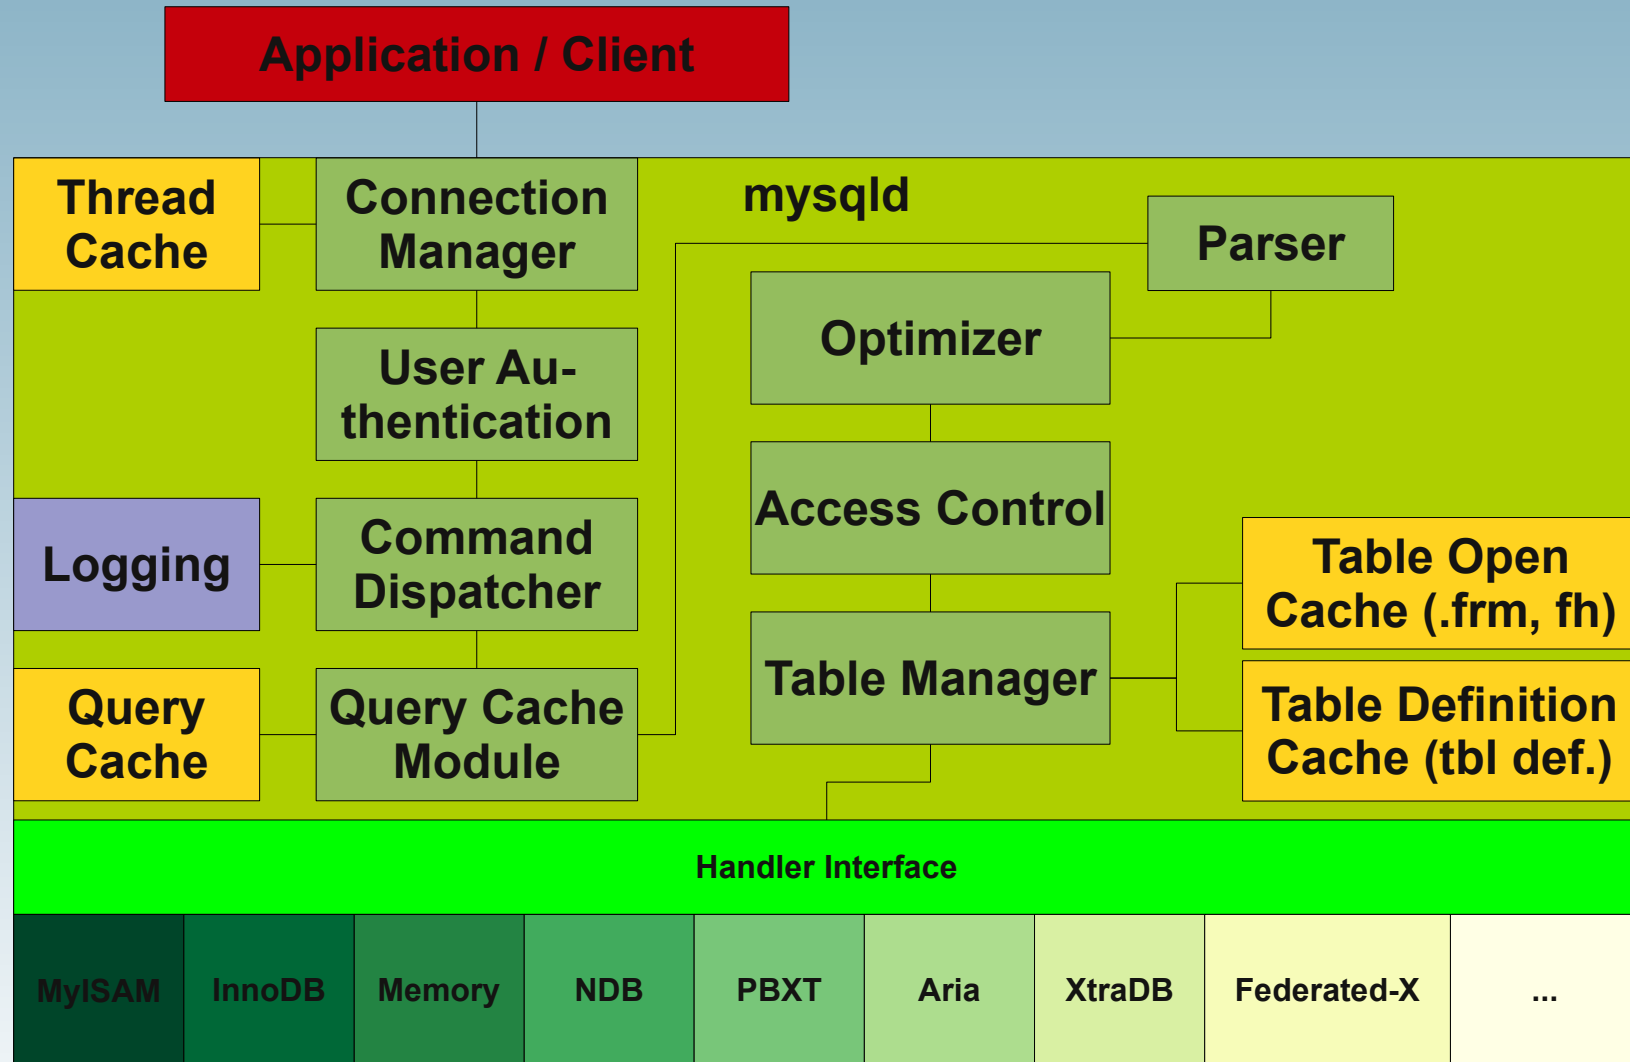 Application / Client
Thread
Cache
Connection
Manager
mysqld
Parser
Optimizer
User Au-
thentication
Access Control
Logging
Command
Dispatcher
Table Open
Cache (.frm, fh)
Query
Cache
Query Cache
Module
Table Manager
Table Definition
Cache (tbl def.)
Handler Interface
MyISAM
InnoDB
Memory
NDB
PBXT
Aria
XtraDB
Federated-X
...